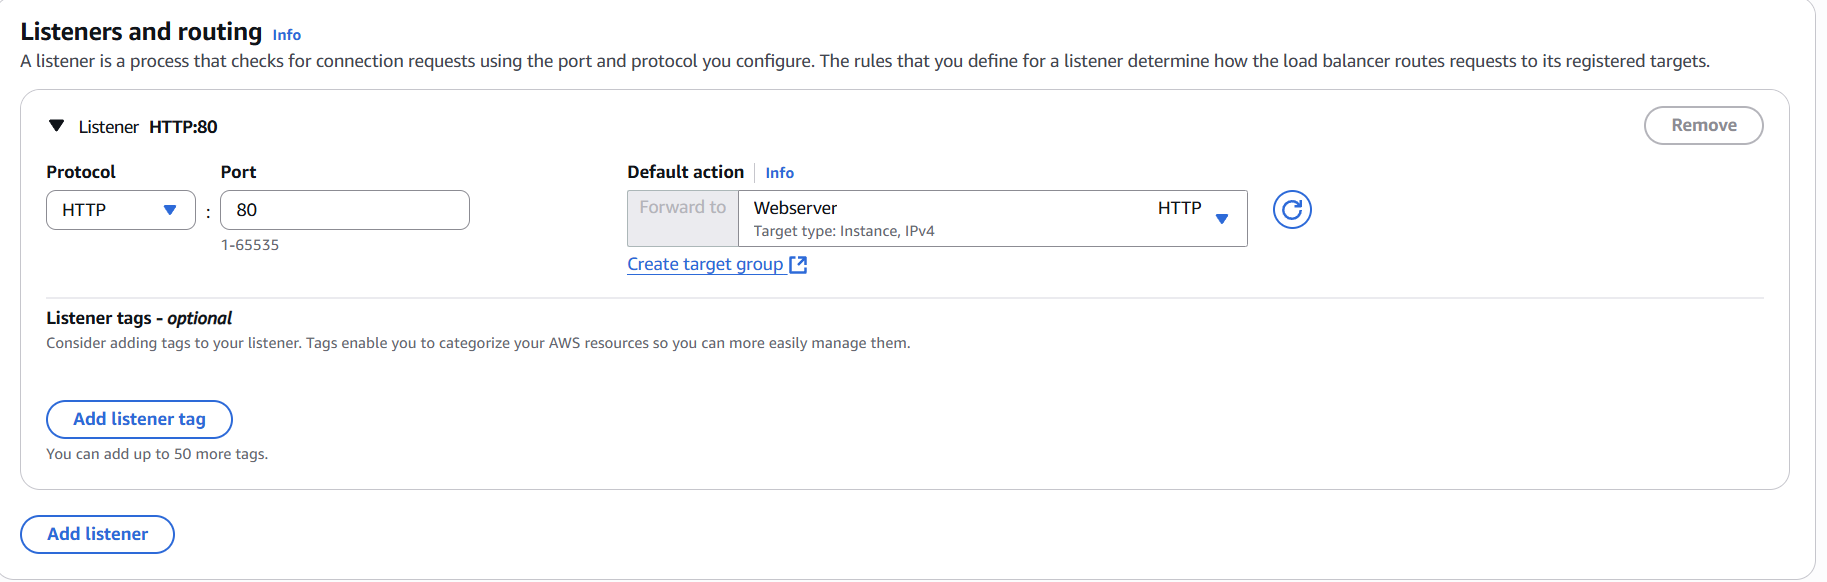 Listeners and routing Info
A listener is a process that checks for connection requests using the port and protocol you configure. The rules that you define for a listener determine how the load balancer routes requests to its registered targets.
Listener HTTP:80
Remove
Protocol
Port
Default action Info
HTTP
:
80
1-65535
Forward to
Webserver
HTTP
Target type: Instance, IPv4
Create target group
Listener tags - optional
Consider adding tags to your listener. Tags enable you to categorize your AWS resources so you can more easily manage them.
Add listener tag
You can add up to 50 more tags.
Add listener